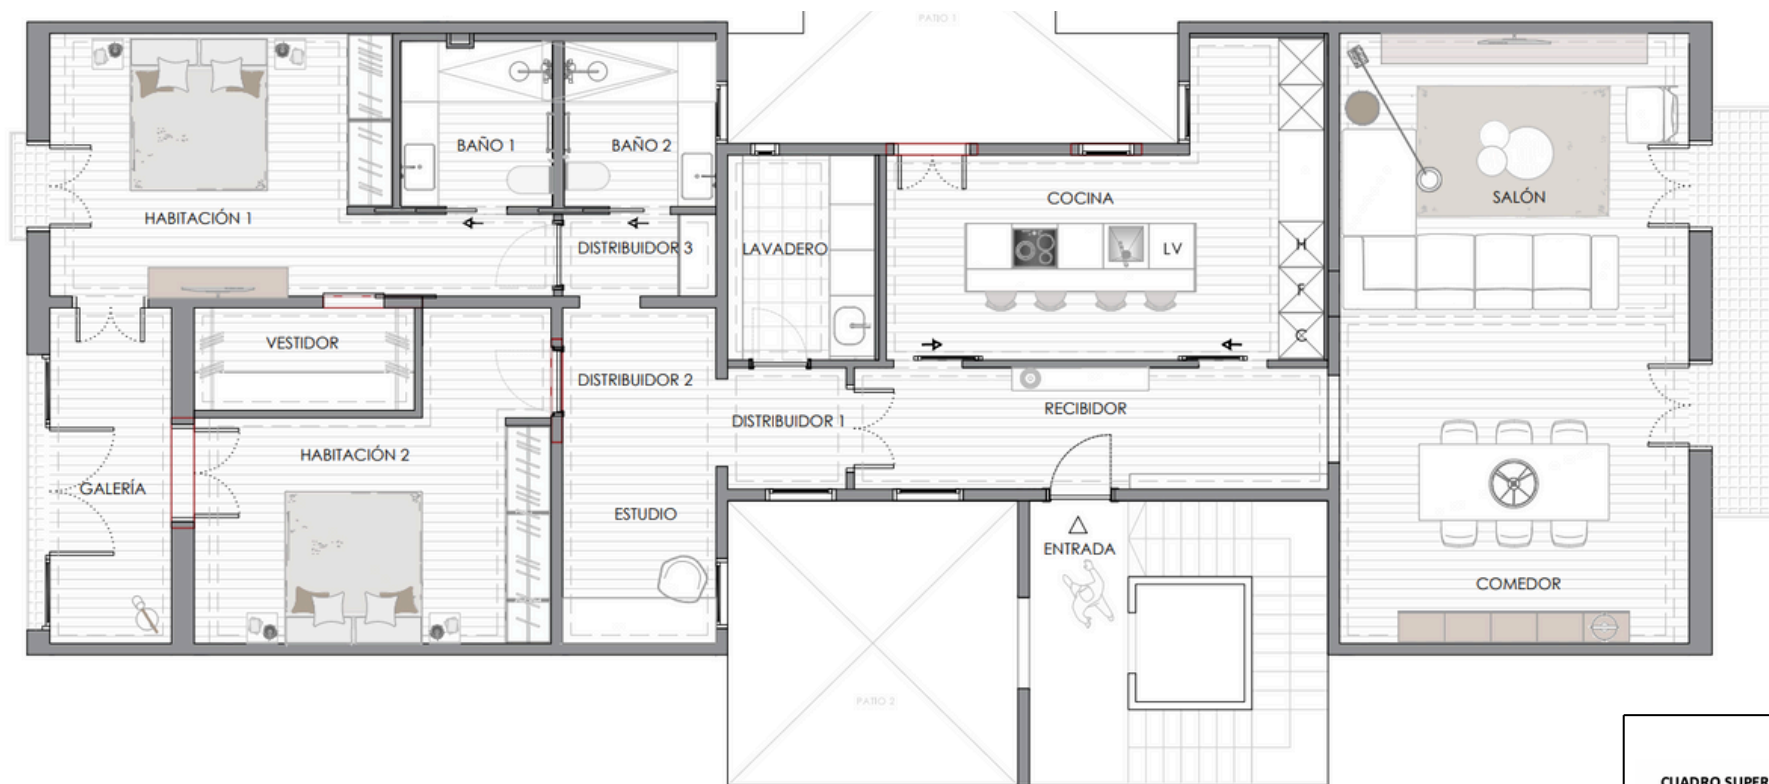 PATIO 1
BAÑO 1
BAÑO 2
HABITACIÓN 1
COCINA
SALÓN
DISTRIBUIDOR 3
LAVADERO
LV
H
F
C
VESTIDOR
DISTRIBUIDOR 2
DISTRIBUIDOR 1
RECIBIDOR
HABITACIÓN 2
GALERÍA
ESTUDIO
ENTRADA
COMEDOR
PATIO 2
CUADRO SUPER